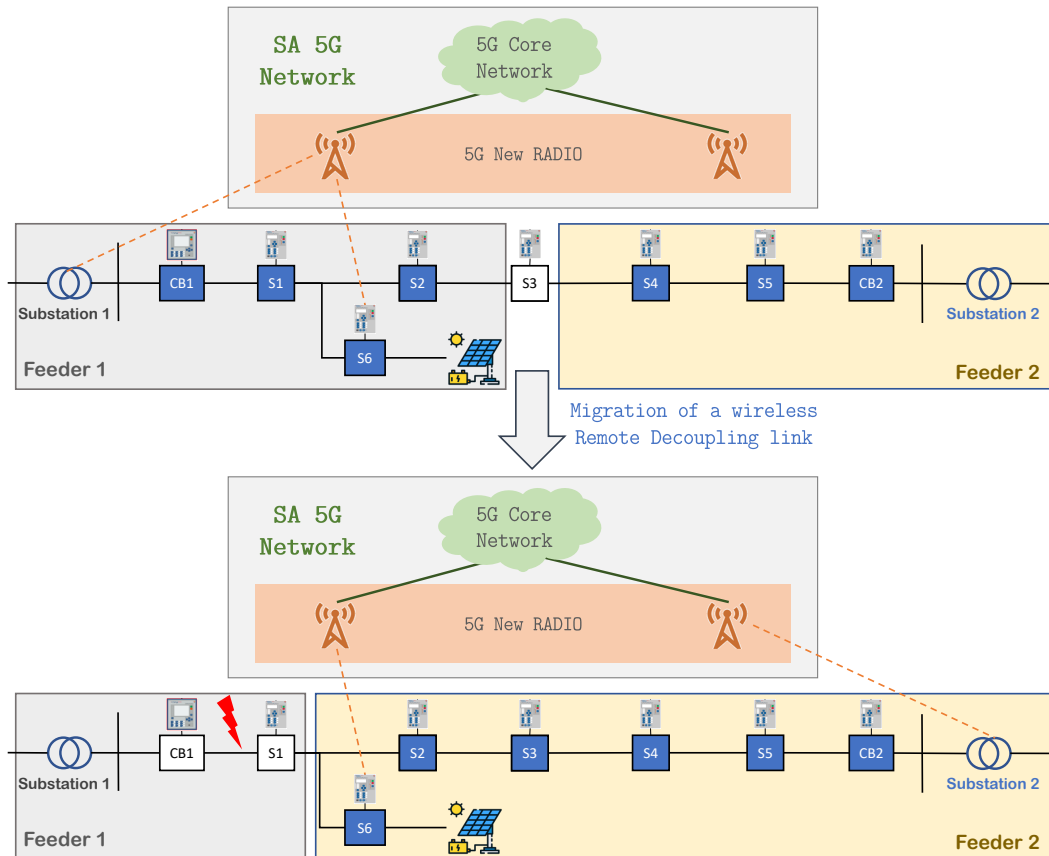 SA 5G
Network
5G Core
Network
5G New RADIO
CB1
S1
S2
S3
S4
S5
CB2
Substation 1
Substation 2
S6
Feeder 1
Feeder 2
Migration of a wireless
Remote Decoupling link
SA 5G
Network
5G Core
Network
5G New RADIO
CB1
S1
S2
S3
S4
S5
CB2
Substation 1
Substation 2
S6
Feeder 1
Feeder 2